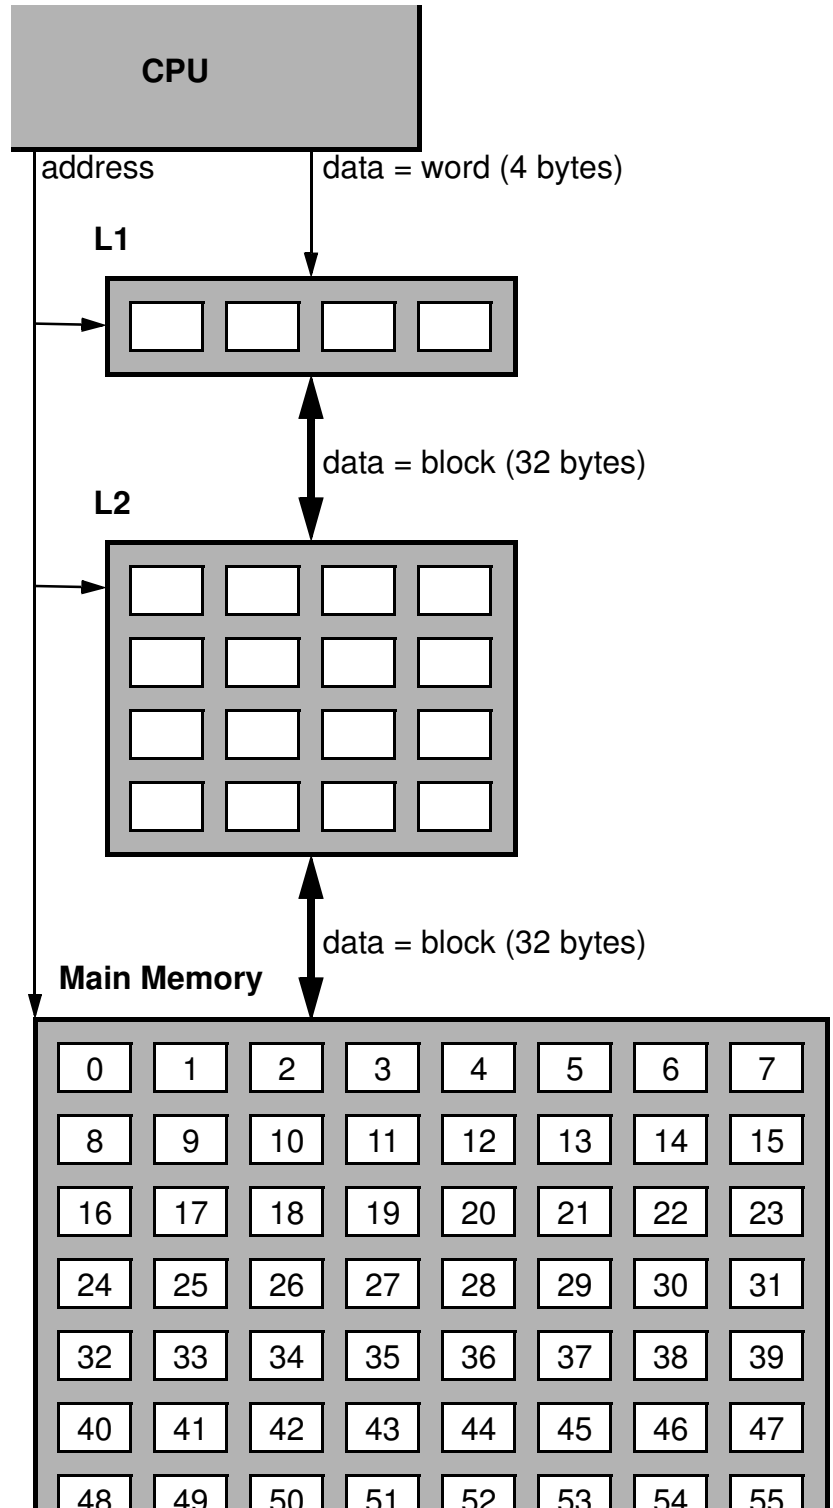 CPU
address
data = word (4 bytes)
L1
data = block (32 bytes)
L2
data = block (32 bytes)
Main Memory
0 1 2 3 4 5 6 7
8 9 10 11 12 13 14 15
16 17 18 19 20 21 22 23
24 25 26 27 28 29 30 31
32 33 34 35 36 37 38 39
40 41 42 43 44 45 46 47
48 49 50 51 52 53 54 55